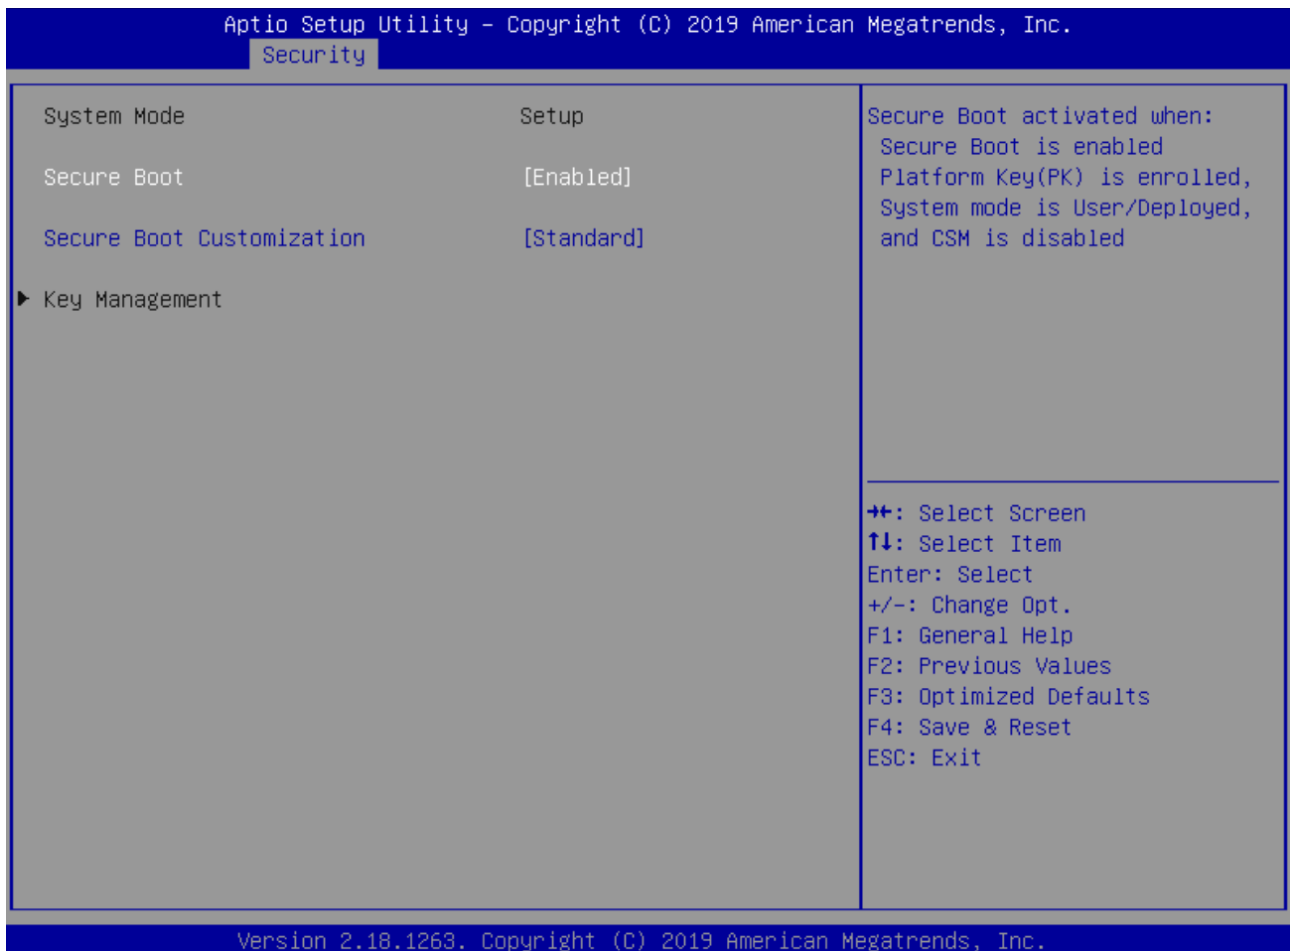 Aptio Setup Utility – Copyright (C) 2019 American Megatrends, Inc.
Security
System Mode Setup
Secure Boot [Enabled]
Secure Boot Customization [Standard]
▶ Key Management
Secure Boot activated when:
Secure Boot is enabled
Platform Key(PK) is enrolled,
System mode is User/Deployed,
and CSM is disabled
→←: Select Screen
↑↓: Select Item
Enter: Select
+/-: Change Opt.
F1: General Help
F2: Previous Values
F3: Optimized Defaults
F4: Save & Reset
ESC: Exit
Version 2.18.1263. Copyright (C) 2019 American Megatrends, Inc.